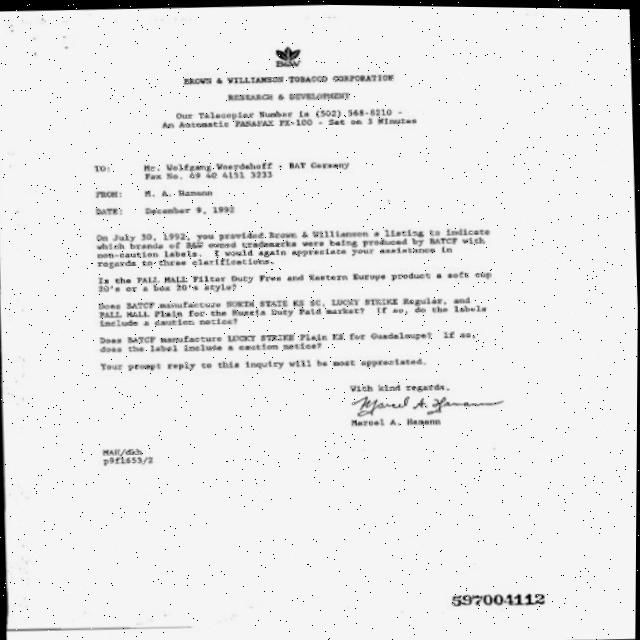 B&W
BROWN & WILLIAMSON TOBACCO CORPORATION
RESEARCH & DEVELOPMENT
Our Telecopier Number is (502) 568-8210 -
An Automatic PANAFAX PX-100 - Set on 3 Minutes
TO: Mr. Wolfgang Woerdehoff - BAT Germany
Fax No. 49 40 4151 3233
FROM: M. A. Hamann
DATE: December 9, 1992
On July 30, 1992, you provided Brown & Williamson a listing to indicate
which brands of B&W owned trademarks were being produced by BATCF with
non-caution labels. I would again appreciate your assistance in
regards to three clarifications.
Is the PALL MALL Filter Duty Free and Eastern Europe product a soft cup
20's or a box 20's style?
Does BATCF manufacture NORTH STATE KS SC, LUCKY STRIKE Regular, and
PALL MALL Plain for the Russia Duty Paid market? If so, do the labels
include a caution notice?
Does BATCF manufacture LUCKY STRIKE Plain KS for Guadaloupe? If so,
does the label include a caution notice?
Your prompt reply to this inquiry will be most appreciated.
With kind regards,
Marcel A. Hamann
Marcel A. Hamann
MAH/dkh
p9f1653/2
597004112